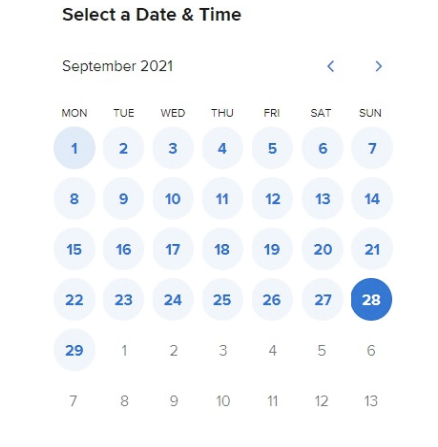 Select a Date & Time
September 2021
MON TUE WED THU FRI SAT SUN
1 2 3 4 5 6 7
8 9 10 11 12 13 14
15 16 17 18 19 20 21
22 23 24 25 26 27 28
29 1 2 3 4 5 6
7 8 9 10 11 12 13